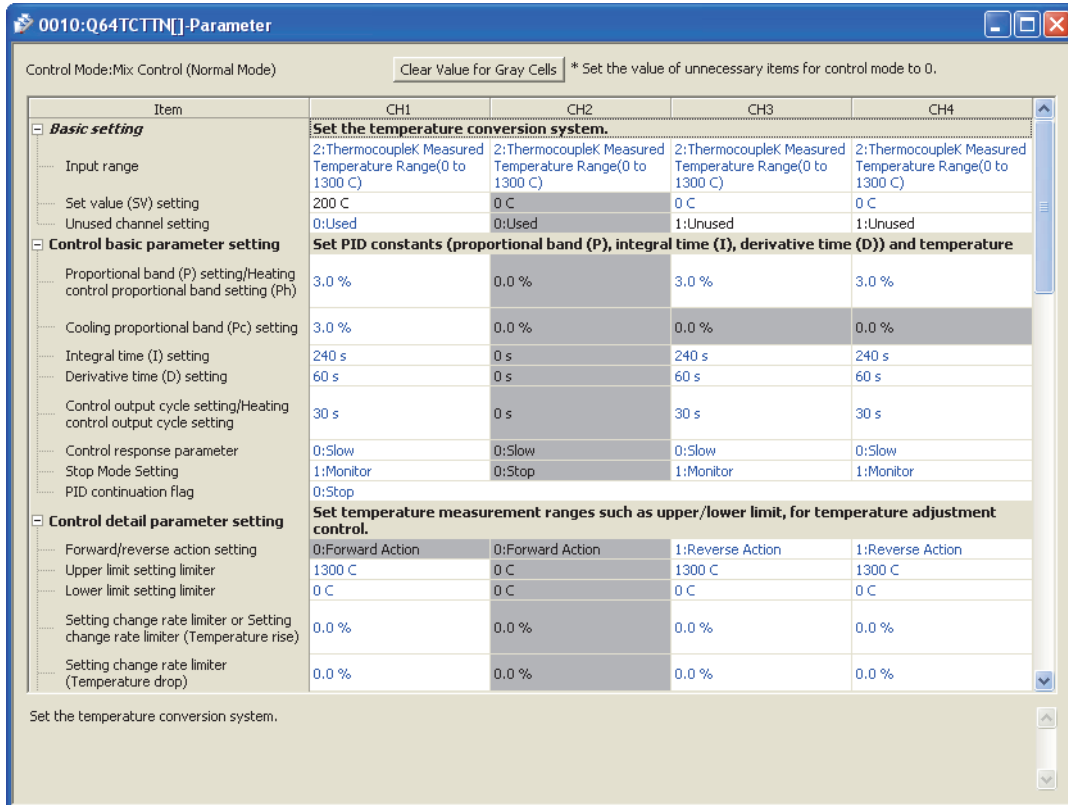 0010:Q64TCTTN[]-Parameter
Control Mode:Mix Control (Normal Mode) Clear Value for Gray Cells * Set the value of unnecessary items for control mode to 0.
Item CH1 CH2 CH3 CH4
Basic setting Set the temperature conversion system.
Input range 2:ThermocoupleK Measured Temperature Range(0 to 1300 C) 2:ThermocoupleK Measured Temperature Range(0 to 1300 C) 2:ThermocoupleK Measured Temperature Range(0 to 1300 C) 2:ThermocoupleK Measured Temperature Range(0 to 1300 C)
Set value (SV) setting 200 C 0 C 0 C 0 C
Unused channel setting 0:Used 0:Used 1:Unused 1:Unused
Control basic parameter setting Set PID constants (proportional band (P), integral time (I), derivative time (D)) and temperature
Proportional band (P) setting/Heating control proportional band setting (Ph) 3.0 % 0.0 % 3.0 % 3.0 %
Cooling proportional band (Pc) setting 3.0 % 0.0 % 0.0 % 0.0 %
Integral time (I) setting 240 s 0 s 240 s 240 s
Derivative time (D) setting 60 s 0 s 60 s 60 s
Control output cycle setting/Heating control output cycle setting 30 s 0 s 30 s 30 s
Control response parameter 0:Slow 0:Slow 0:Slow 0:Slow
Stop Mode Setting 1:Monitor 0:Stop 1:Monitor 1:Monitor
PID continuation flag 0:Stop
Control detail parameter setting Set temperature measurement ranges such as upper/lower limit, for temperature adjustment control.
Forward/reverse action setting 0:Forward Action 0:Forward Action 1:Reverse Action 1:Reverse Action
Upper limit setting limiter 1300 C 0 C 1300 C 1300 C
Lower limit setting limiter 0 C 0 C 0 C 0 C
Setting change rate limiter or Setting change rate limiter (Temperature rise) 0.0 % 0.0 % 0.0 % 0.0 %
Setting change rate limiter (Temperature drop) 0.0 % 0.0 % 0.0 % 0.0 %
Set the temperature conversion system.